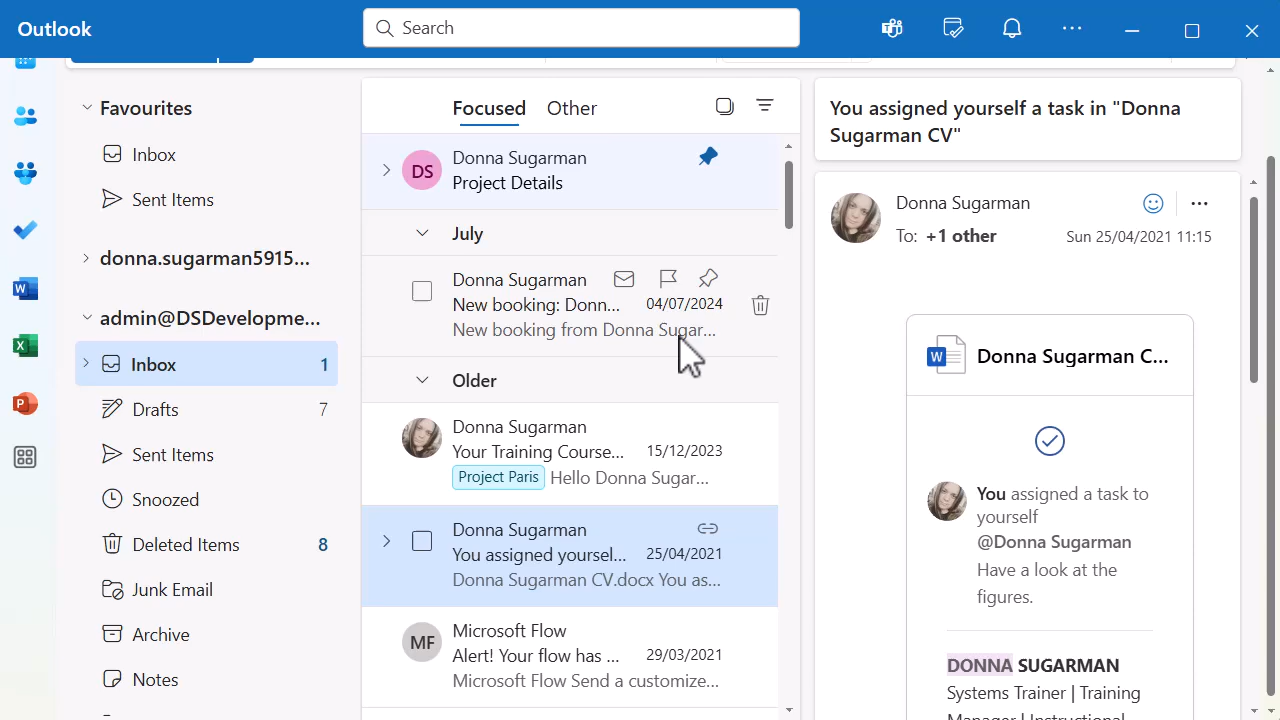 Outlook
Search
Favourites
Inbox
Sent Items
donna.sugarman5915...
admin@DSDevelopme...
Inbox 1
Drafts 7
Sent Items
Snoozed
Deleted Items 8
Junk Email
Archive
Notes
Focused Other
DS Donna Sugarman
Project Details
July
Donna Sugarman
New booking: Donn... 04/07/2024
New booking from Donna Sugar...
Older
Donna Sugarman
Your Training Course... 15/12/2023
Project Paris Hello Donna Sugar...
Donna Sugarman
You assigned yoursel... 25/04/2021
Donna Sugarman CV.docx You as...
MF Microsoft Flow
Alert! Your flow has ... 29/03/2021
Microsoft Flow Send a customize...
You assigned yourself a task in "Donna
Sugarman CV"
Donna Sugarman
To: +1 other Sun 25/04/2021 11:15
W Donna Sugarman C...
You assigned a task to
yourself
@Donna Sugarman
Have a look at the
figures.
DONNA SUGARMAN
Systems Trainer | Training
Manager | Instructional